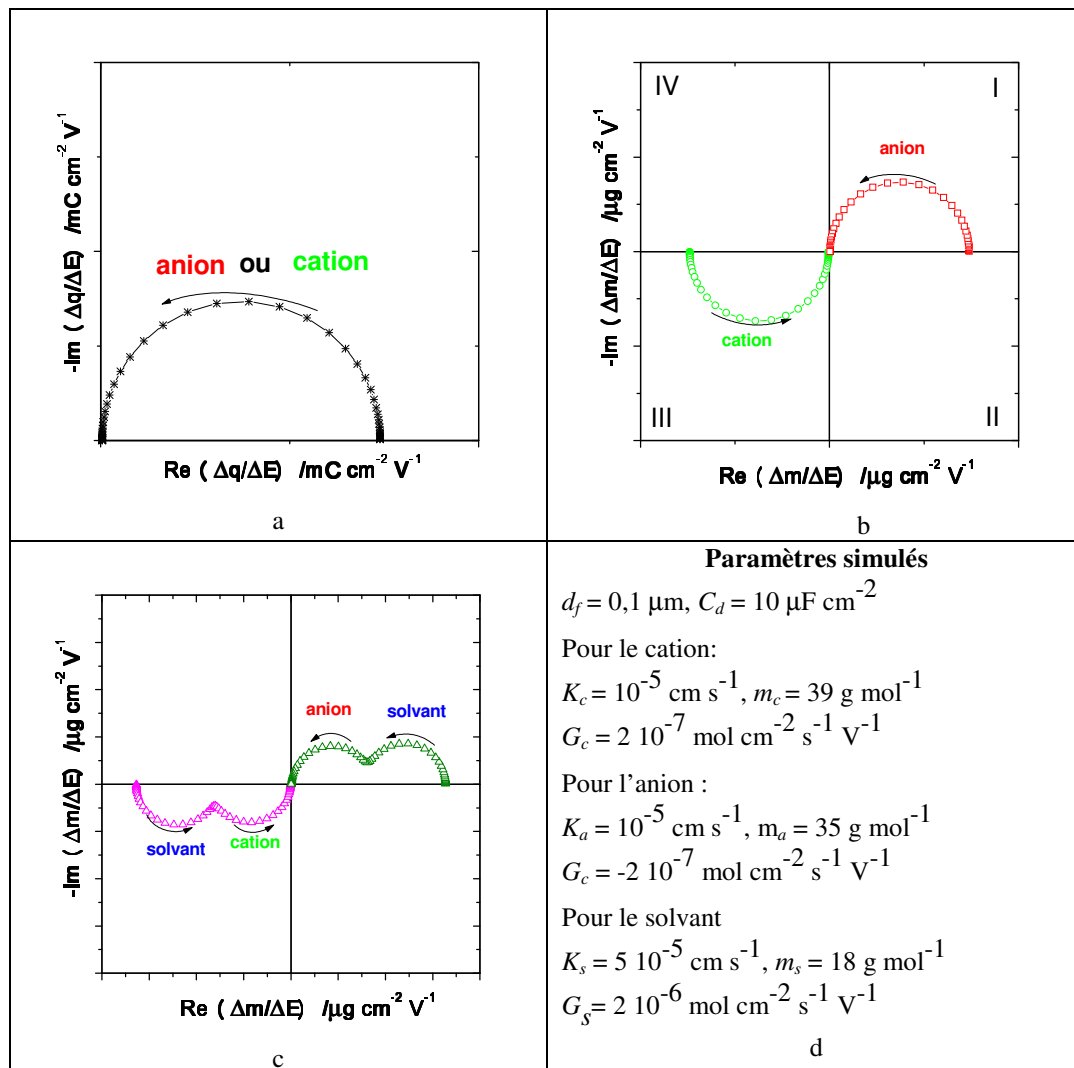 -Im ( Δq/ΔE) /mC cm-2 V-1
anion ou cation
Re ( Δq/ΔE) /mC cm-2 V-1
a
-Im ( Δm/ΔE) /μg cm-2 V-1
IV
I
anion
cation
III
II
Re ( Δm/ΔE) /μg cm-2 V-1
b
-Im ( Δm/ΔE) /μg cm-2 V-1
anion
solvant
solvant
cation
Re ( Δm/ΔE) /μg cm-2 V-1
c
Paramètres simulés
df = 0,1 μm, Cd = 10 μF cm-2
Pour le cation:
Kc = 10-5 cm s-1, mc = 39 g mol-1
Gc = 2 10-7 mol cm-2 s-1 V-1
Pour l'anion :
Ka = 10-5 cm s-1, ma = 35 g mol-1
Gc = -2 10-7 mol cm-2 s-1 V-1
Pour le solvant
Ks = 5 10-5 cm s-1, ms = 18 g mol-1
GS= 2 10-6 mol cm-2 s-1 V-1
d